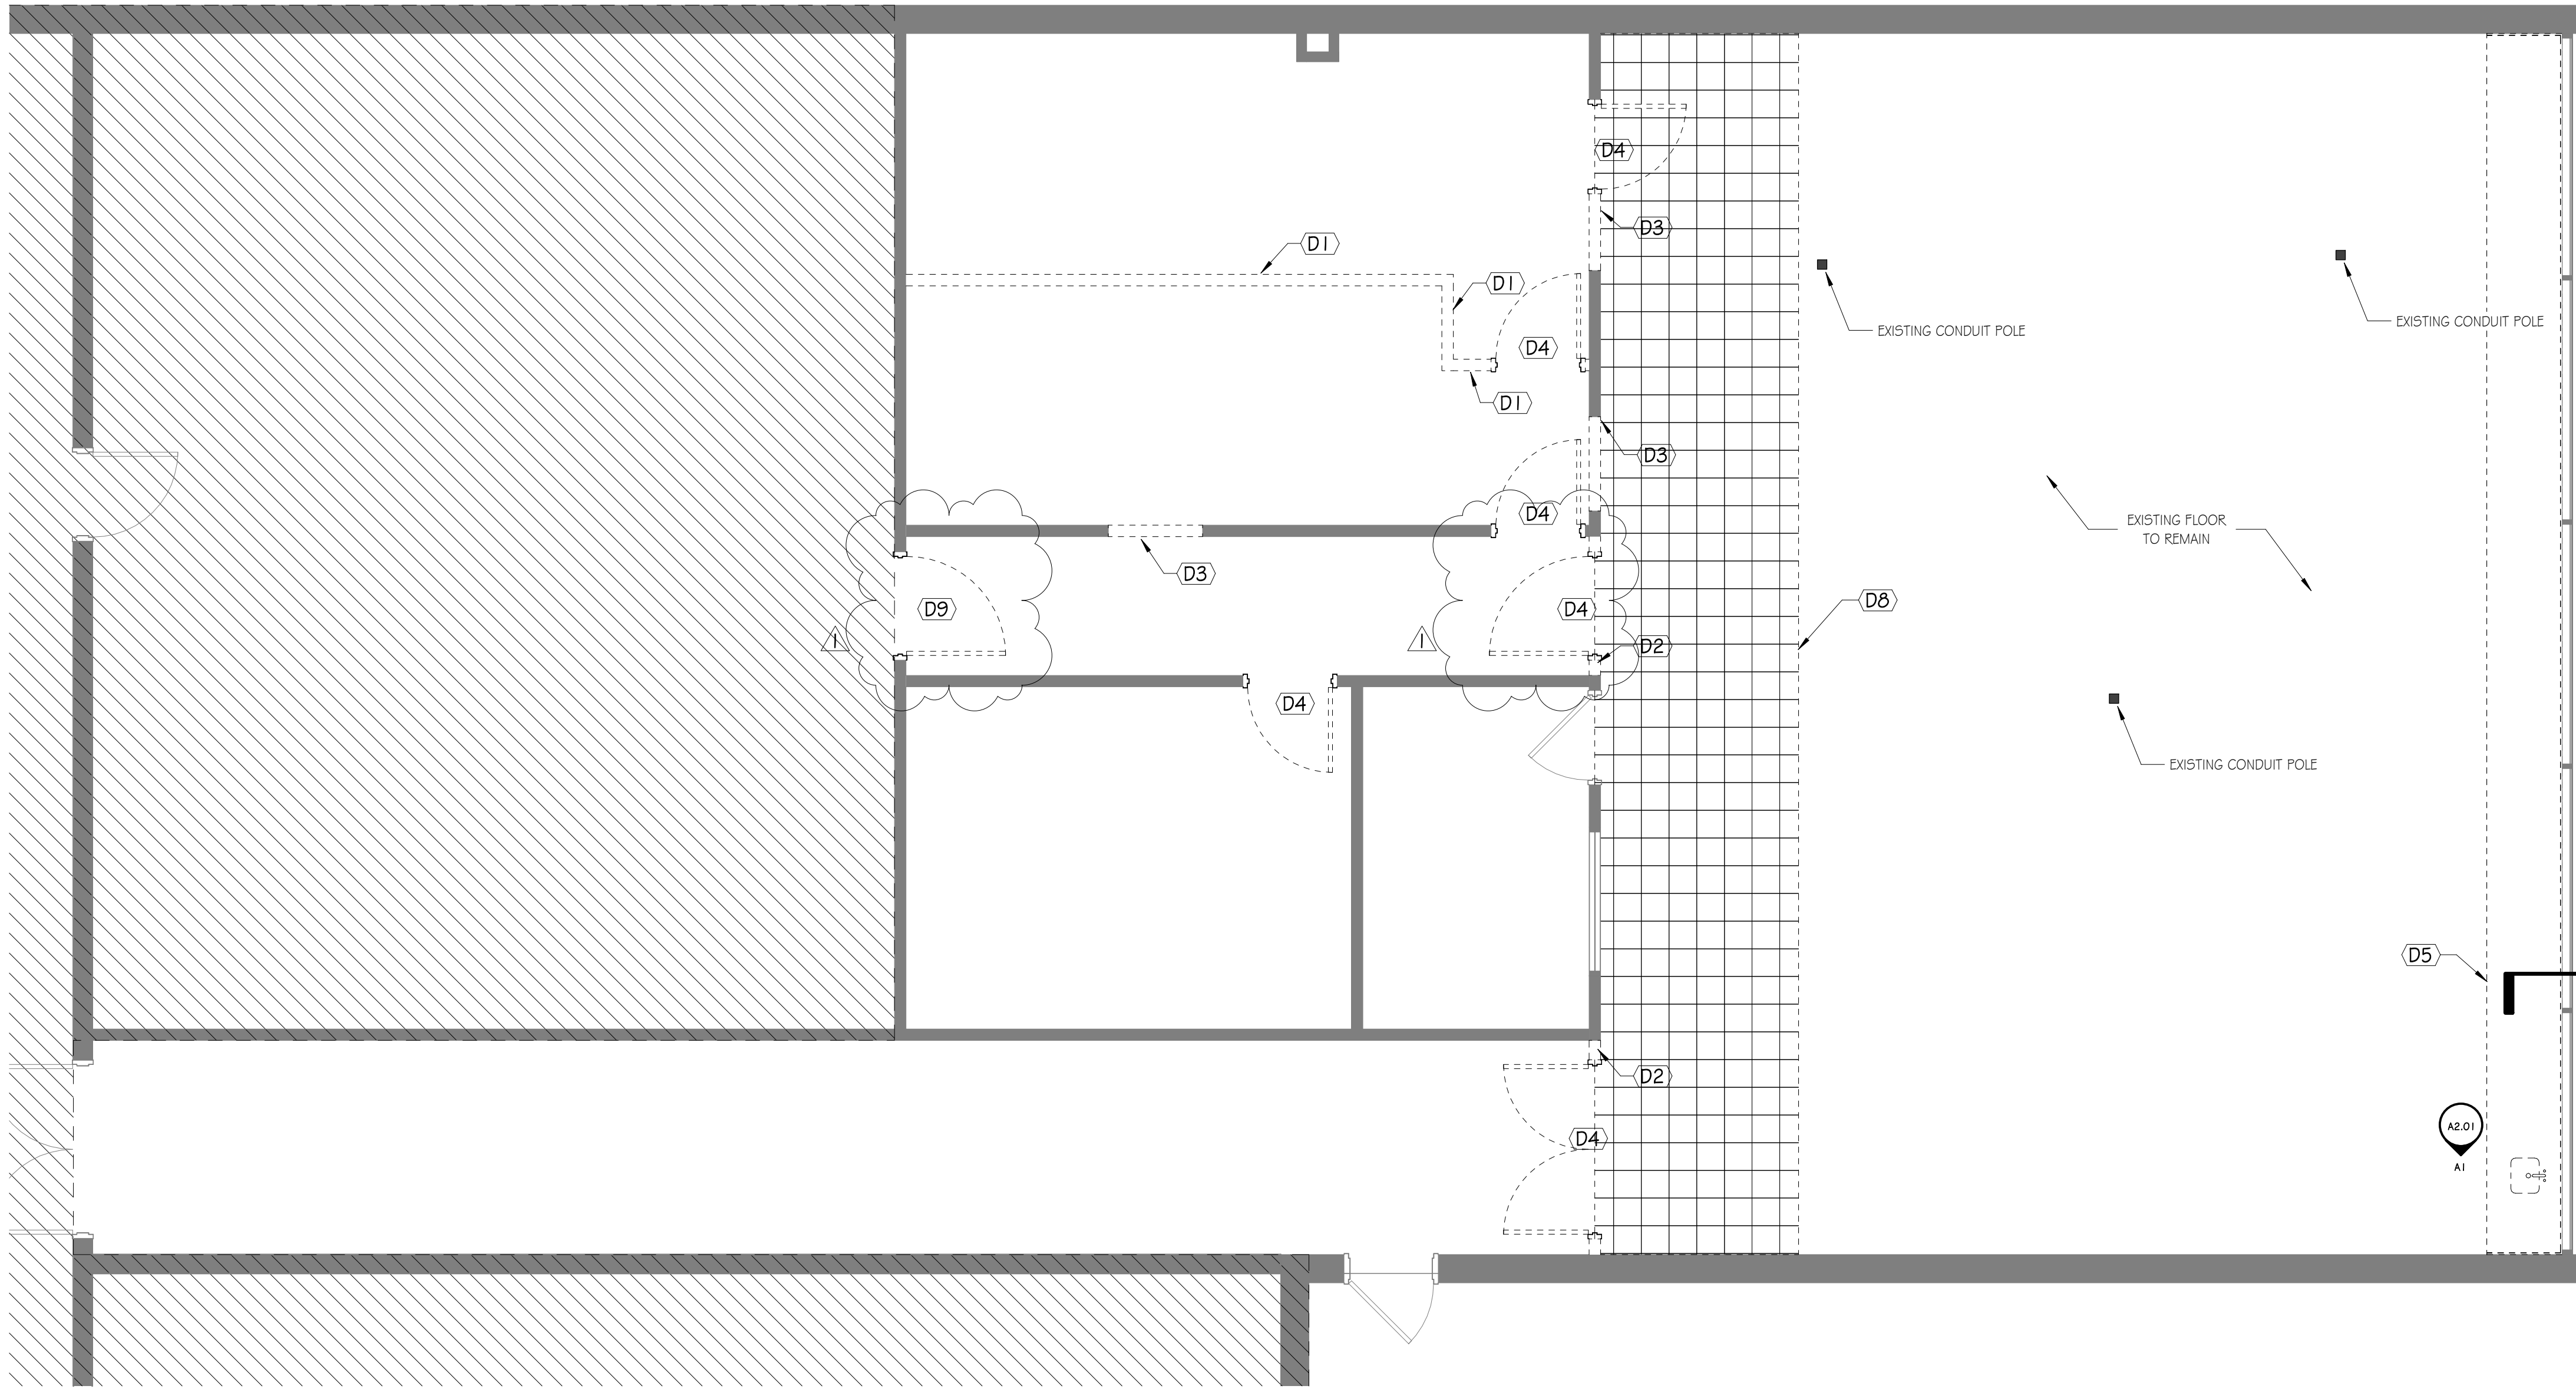 D4
D3
D1
D1
EXISTING CONDUIT POLE
EXISTING CONDUIT POLE
D4
D1
D3
D4
EXISTING FLOOR
TO REMAIN
D3
D9
D4
D8
1
1
D2
D4
EXISTING CONDUIT POLE
D5
D2
A2.01
D4
A1